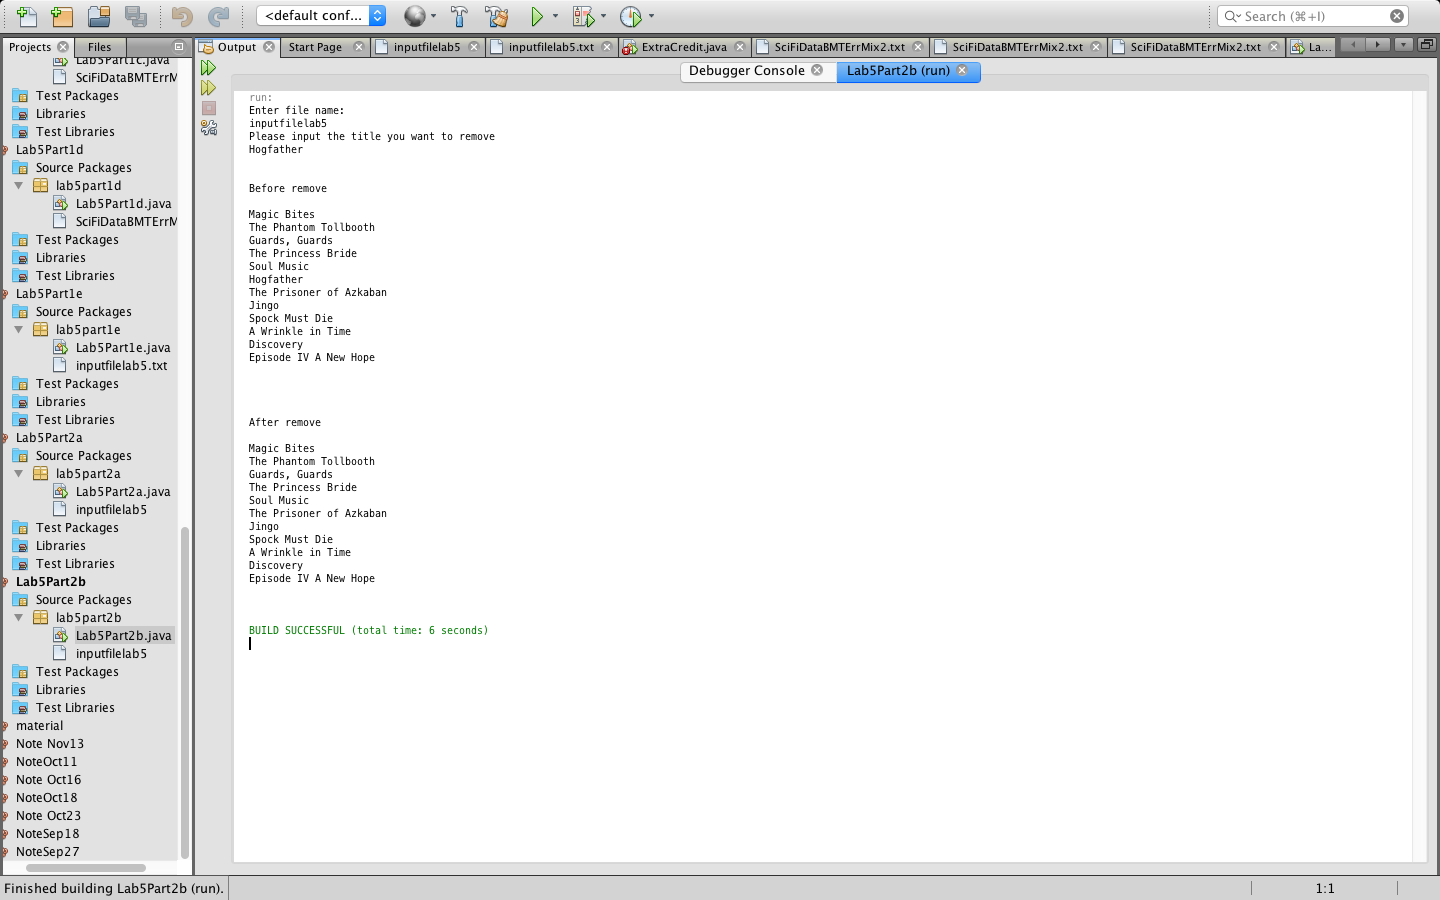 <default conf...
Search (⌘+I)
Projects
Files
Output
Start Page
inputfilelab5
inputfilelab5.txt
ExtraCredit.java
SciFiDataBMTErrMix2.txt
SciFiDataBMTErrMix2.txt
SciFiDataBMTErrMix2.txt
La...
Debugger Console
Lab5Part2b (run)
Lab5Part1c.java
SciFiDataBMTErrM
Test Packages
Libraries
Test Libraries
Lab5Part1d
Source Packages
lab5part1d
Lab5Part1d.java
SciFiDataBMTErrM
Test Packages
Libraries
Test Libraries
Lab5Part1e
Source Packages
lab5part1e
Lab5Part1e.java
inputfilelab5.txt
Test Packages
Libraries
Test Libraries
Lab5Part2a
Source Packages
lab5part2a
Lab5Part2a.java
inputfilelab5
Test Packages
Libraries
Test Libraries
Lab5Part2b
Source Packages
lab5part2b
Lab5Part2b.java
inputfilelab5
Test Packages
Libraries
Test Libraries
material
Note Nov13
NoteOct11
Note Oct16
NoteOct18
Note Oct23
NoteSep18
NoteSep27
run:
Enter file name:
inputfilelab5
Please input the title you want to remove
Hogfather
Before remove
Magic Bites
The Phantom Tollbooth
Guards, Guards
The Princess Bride
Soul Music
Hogfather
The Prisoner of Azkaban
Jingo
Spock Must Die
A Wrinkle in Time
Discovery
Episode IV A New Hope
After remove
Magic Bites
The Phantom Tollbooth
Guards, Guards
The Princess Bride
Soul Music
The Prisoner of Azkaban
Jingo
Spock Must Die
A Wrinkle in Time
Discovery
Episode IV A New Hope
BUILD SUCCESSFUL (total time: 6 seconds)
Finished building Lab5Part2b (run).
1:1